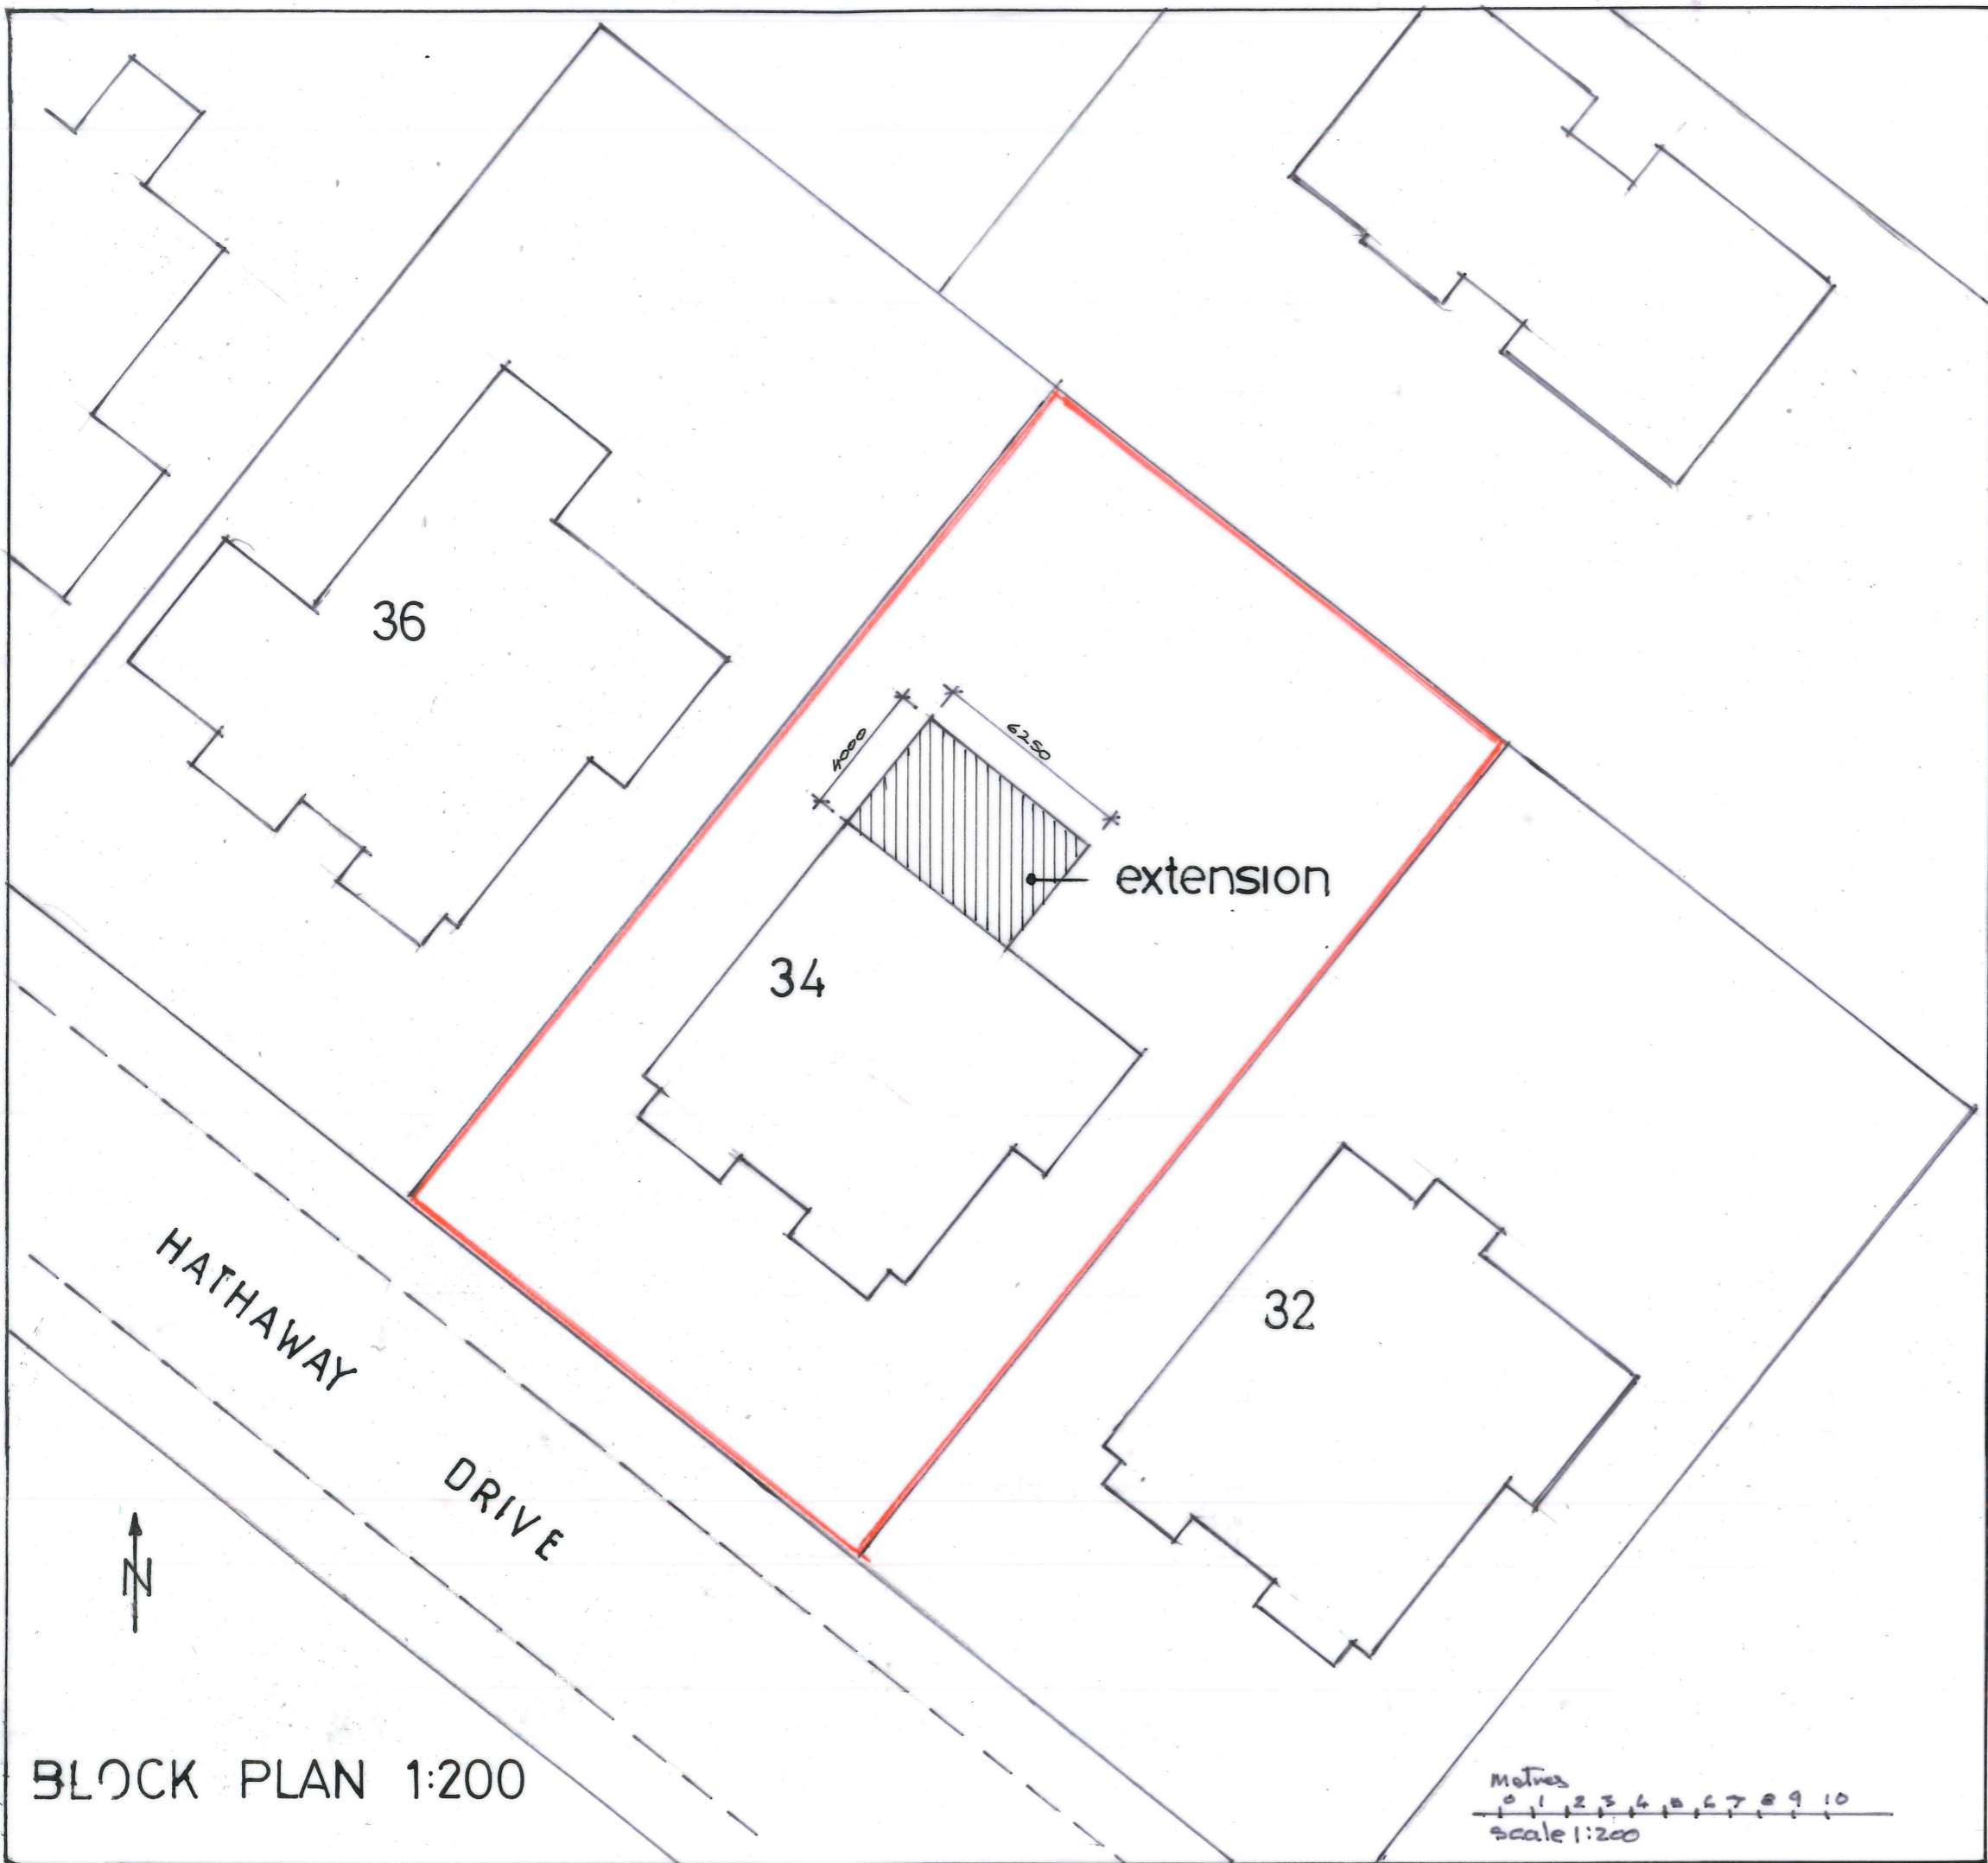 36
4000
6250
extension
34
32
HATHAWAY
DRIVE
N
BLOCK PLAN 1:200
Metres
0 1 2 3 4 5 6 7 8 9 10
scale 1:200